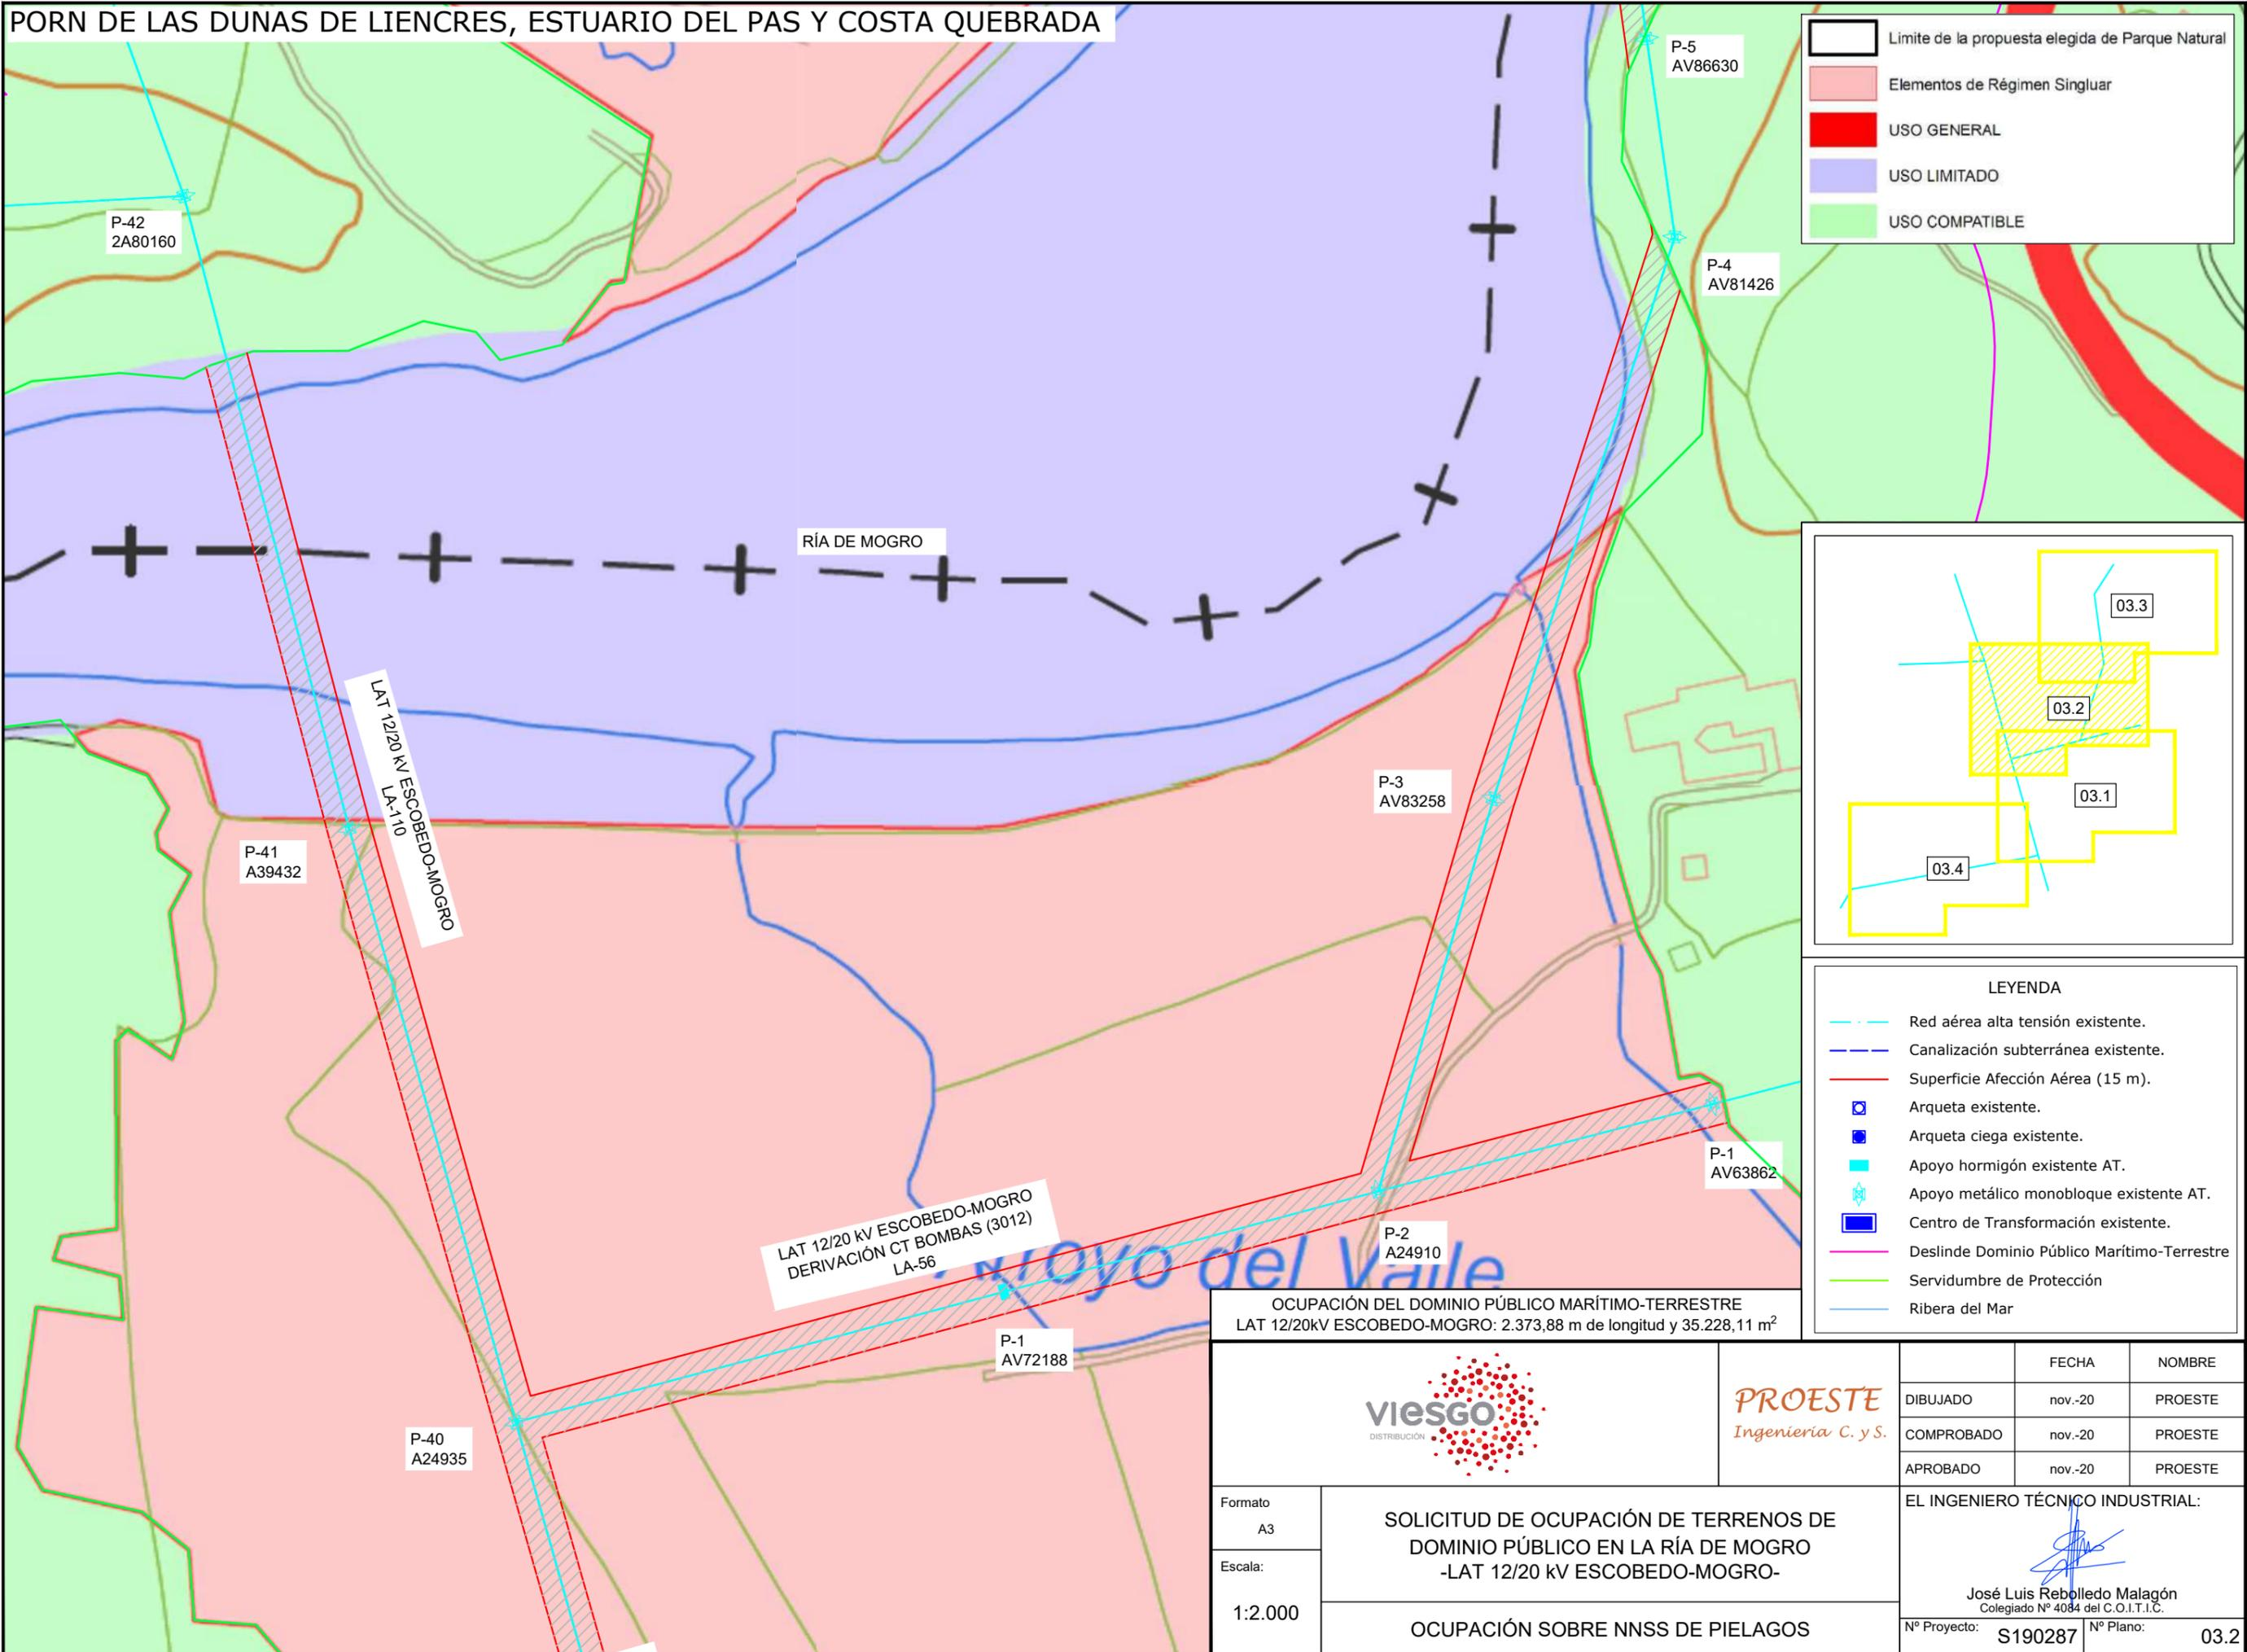 PORN DE LAS DUNAS DE LIENCRES, ESTUARIO DEL PAS Y COSTA QUEBRADA
P-5
AV86630
Limite de la propuesta elegida de Parque Natural
Elementos de Régimen Singluar
USO GENERAL
USO LIMITADO
USO COMPATIBLE
P-42
2A80160
P-4
AV81426
RÍA DE MOGRO
03.3
03.2
03.1
03.4
LAT 12/20 kV ESCOBEDO-MOGRO
LA-110
P-3
AV83258
P-41
A39432
LEYENDA
Red aérea alta tensión existente.
Canalización subterránea existente.
Superficie Afección Aérea (15 m).
Arqueta existente.
Arqueta ciega existente.
Apoyo hormigón existente AT.
Apoyo metálico monobloque existente AT.
Centro de Transformación existente.
Deslinde Dominio Público Marítimo-Terrestre
Servidumbre de Protección
Ribera del Mar
P-1
AV63862
LAT 12/20 kV ESCOBEDO-MOGRO
DERIVACIÓN CT BOMBAS (3012)
LA-56
P-2
A24910
Arroyo del Valle
P-1
AV72188
P-40
A24935
OCUPACIÓN DEL DOMINIO PÚBLICO MARÍTIMO-TERRESTRE
LAT 12/20kV ESCOBEDO-MOGRO: 2.373,88 m de longitud y 35.228,11 m²
viesgo
DISTRIBUCIÓN
PROESTE
Ingeniería C. y S.
FECHA NOMBRE
DIBUJADO nov.-20 PROESTE
COMPROBADO nov.-20 PROESTE
APROBADO nov.-20 PROESTE
Formato
A3
Escala:
1:2.000
SOLICITUD DE OCUPACIÓN DE TERRENOS DE
DOMINIO PÚBLICO EN LA RÍA DE MOGRO
-LAT 12/20 kV ESCOBEDO-MOGRO-
OCUPACIÓN SOBRE NNSS DE PIELAGOS
EL INGENIERO TÉCNICO INDUSTRIAL:
José Luis Rebolledo Malagón
Colegiado Nº 4084 del C.O.I.T.I.C.
Nº Proyecto: S190287
Nº Plano: 03.2